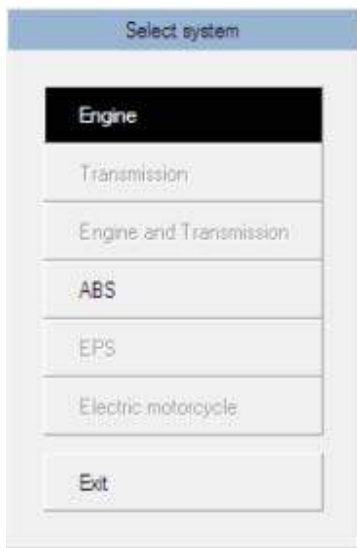 Select system
Engine
Transmission
Engine and Transmission
ABS
EPS
Electric motorcycle
Exit